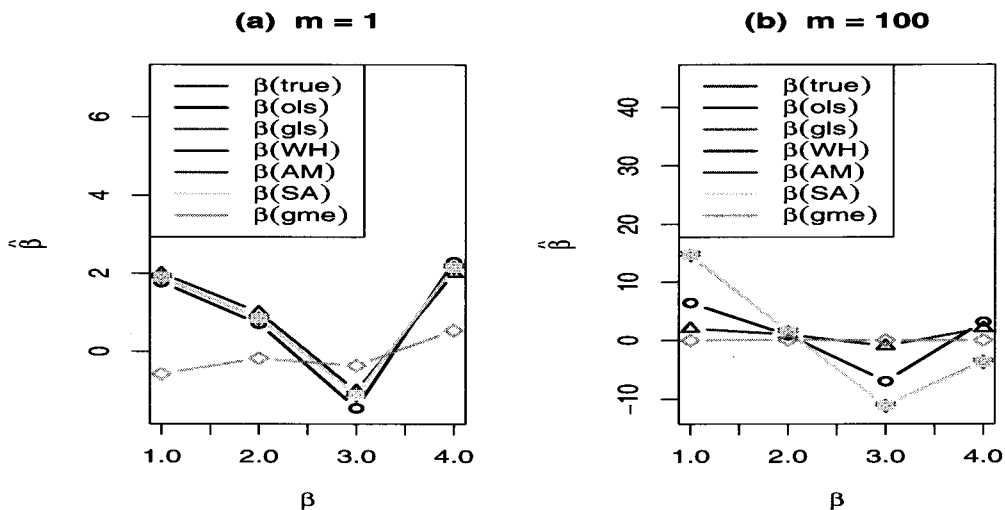 (a) m = 1
β(true)
β(ols)
β(gls)
β(WH)
β(AM)
β(SA)
β(gme)
6
4
2
0
β̂
1.0 2.0 3.0 4.0
β
(b) m = 100
β(true)
β(ols)
β(gls)
β(WH)
β(AM)
β(SA)
β(gme)
40
30
20
10
0
-10
β̂
1.0 2.0 3.0 4.0
β